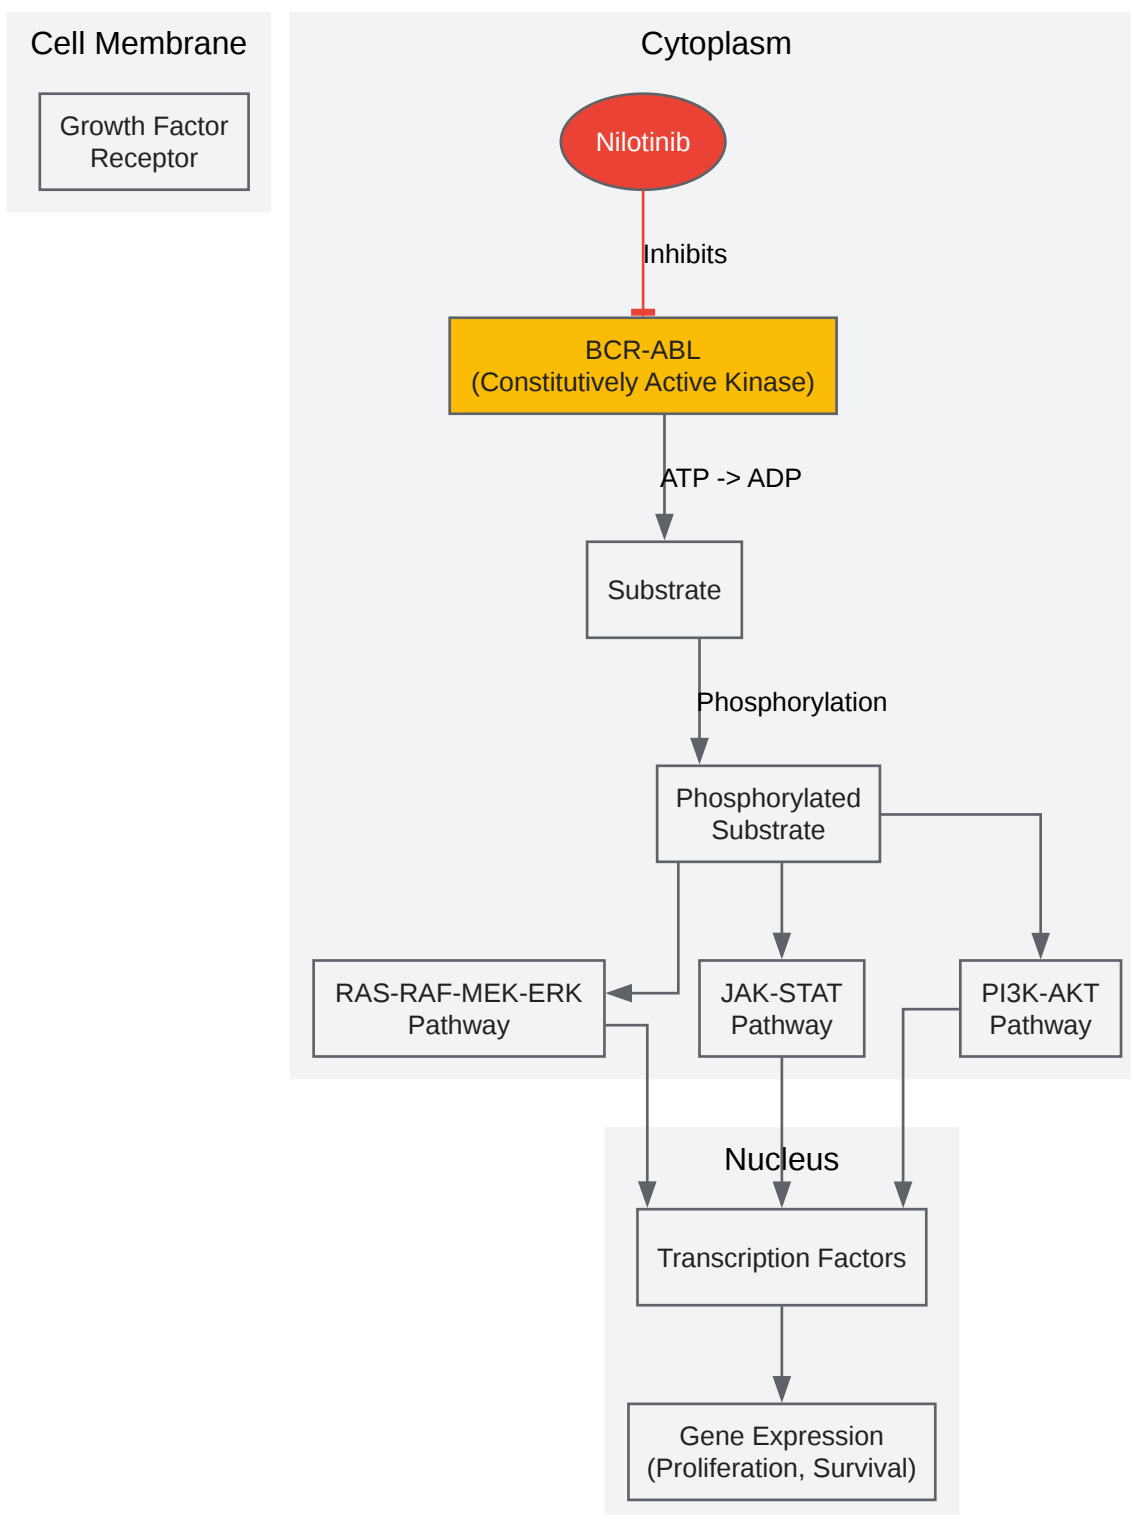 Cell Membrane
Growth Factor
Receptor
Cytoplasm
Nilotinib
Inhibits
BCR-ABL
(Constitutively Active Kinase)
ATP -> ADP
Substrate
Phosphorylation
Phosphorylated
Substrate
RAS-RAF-MEK-ERK
Pathway
JAK-STAT
Pathway
PI3K-AKT
Pathway
Nucleus
Transcription Factors
Gene Expression
(Proliferation, Survival)